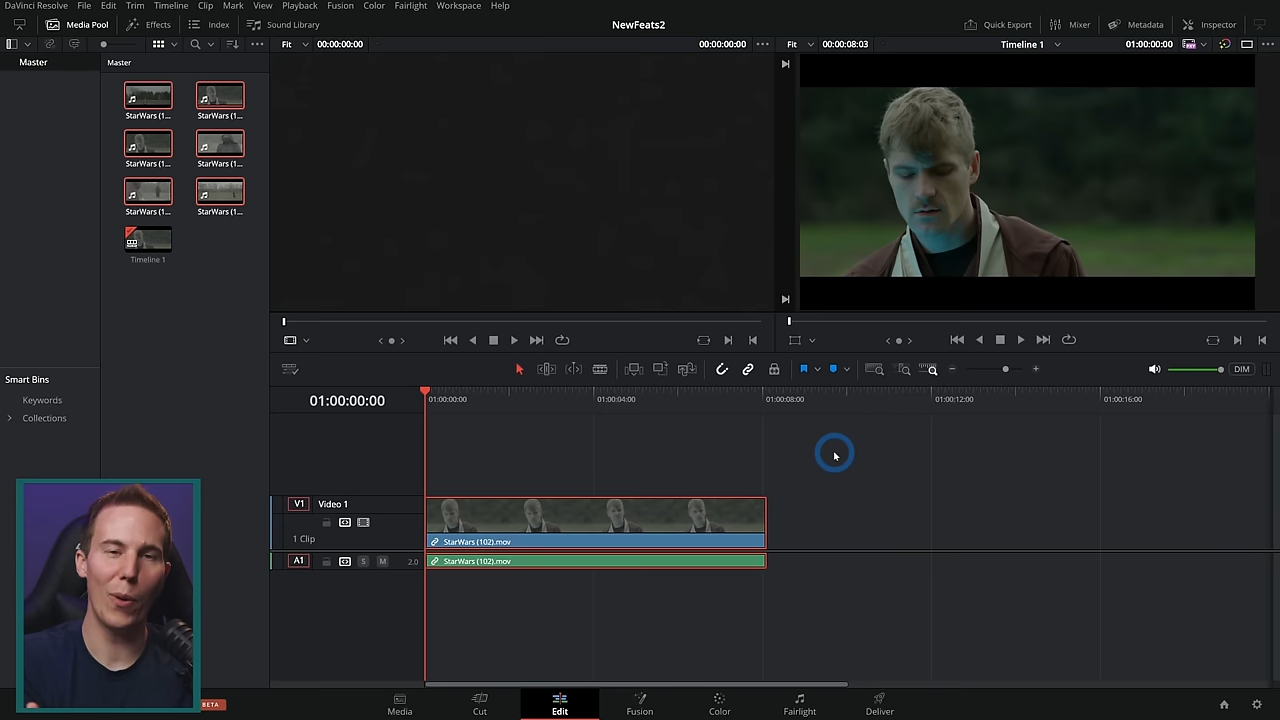 DaVinci Resolve File Edit Trim Timeline Clip Mark View Playback Fusion Color Fairlight Workspace Help
Media Pool Effects Index Sound Library NewFeats2 Quick Export Mixer Metadata Inspector
Fit 00:00:00:00 00:00:00:00 Fit 00:00:08:03 Timeline 1 01:00:00:00
Master Master
StarWars (1... StarWars (1...
StarWars (1... StarWars (1...
StarWars (1... StarWars (1...
Timeline 1
Smart Bins
Keywords
Collections
DIM
01:00:00:00 01:00:00:00 01:00:04:00 01:00:08:00 01:00:12:00 01:00:16:00
V1 Video 1
1 Clip StarWars (102).mov
A1 S M 2.0 StarWars (102).mov
BETA Media Cut Edit Fusion Color Fairlight Deliver